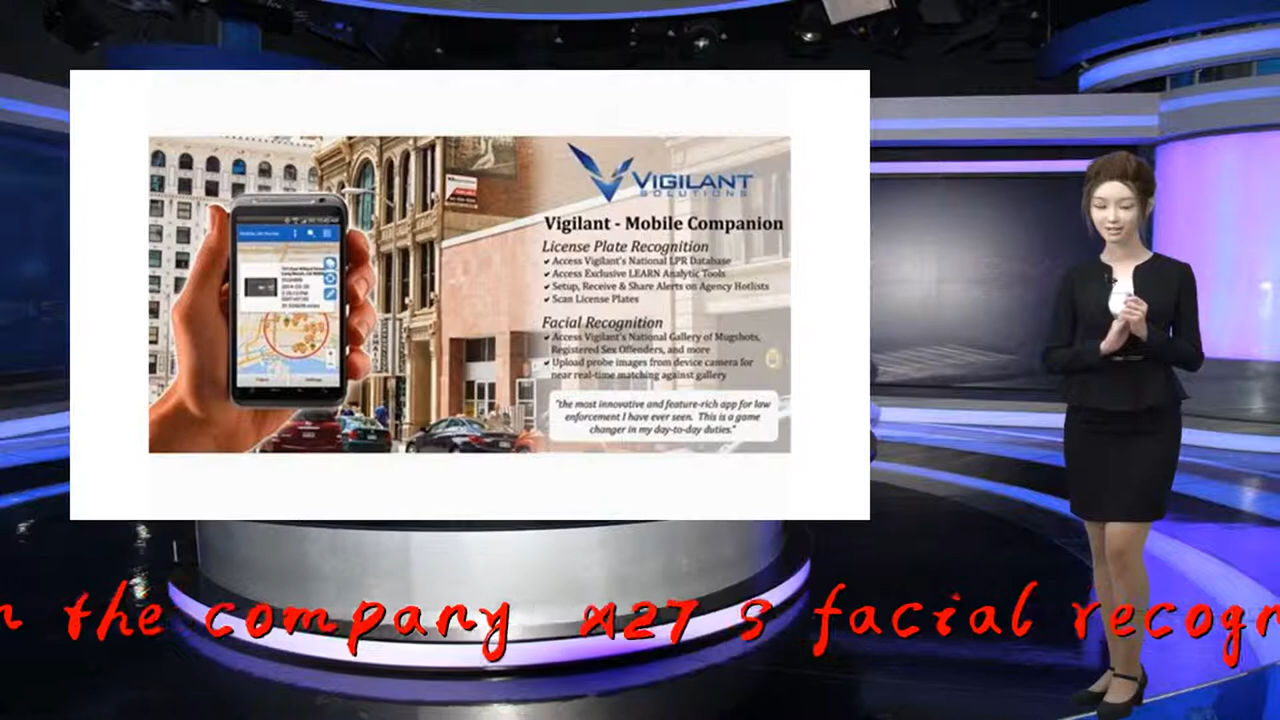 VIGILANT
SOLUTIONS
Vigilant - Mobile Companion
License Plate Recognition
✔ Access Vigilant's National LPR Database
✔ Access Exclusive LEARN Analytic Tools
✔ Setup, Receive & Share Alerts on Agency Hotlists
✔ Scan License Plates
Facial Recognition
✔ Access Vigilant's National Gallery of Mugshots,
Registered Sex Offenders, and more
✔ Upload probe images from device camera for
near real-time matching against gallery
"the most innovative and feature-rich app for law
enforcement I have ever seen. This is a game
changer in my day-to-day duties."
the company x27 s facial recogn